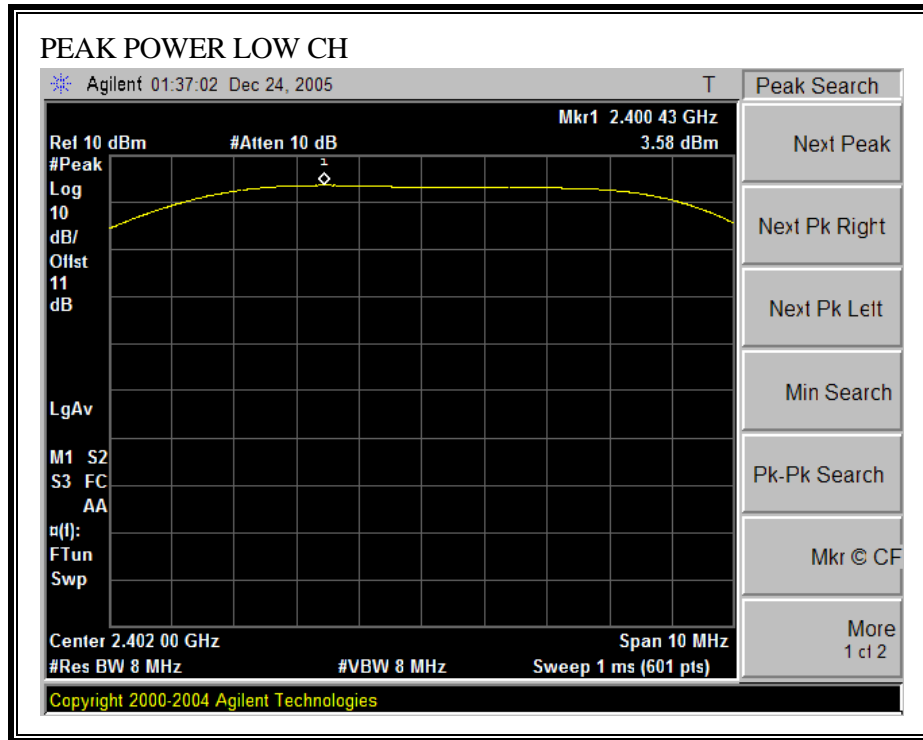 PEAK POWER LOW CH
Agilent 01:37:02 Dec 24, 2005 T
Peak Search
Mkr1 2.400 43 GHz
Ref 10 dBm #Atten 10 dB 3.58 dBm
#Peak
1
Log
10
dB/
Offst
11
dB
LgAv
M1 S2
S3 FC
AA
¤(f):
FTun
Swp
Center 2.402 00 GHz Span 10 MHz
#Res BW 8 MHz #VBW 8 MHz Sweep 1 ms (601 pts)
Copyright 2000-2004 Agilent Technologies
Next Peak
Next Pk Right
Next Pk Left
Min Search
Pk-Pk Search
Mkr © CF
More
1 of 2